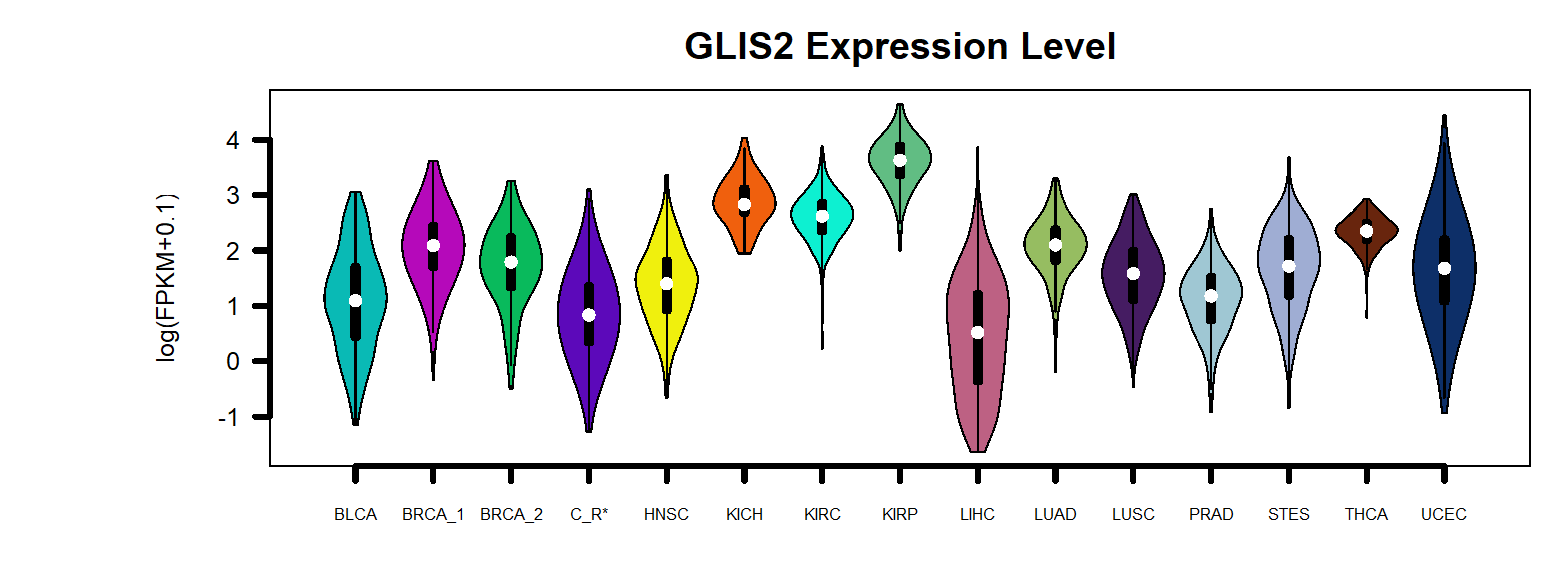 GLIS2 Expression Level
log(FPKM+0.1)
4
3
2
1
0
-1
BLCA BRCA_1 BRCA_2 C_R* HNSC KICH KIRC KIRP LIHC LUAD LUSC PRAD STES THCA UCEC